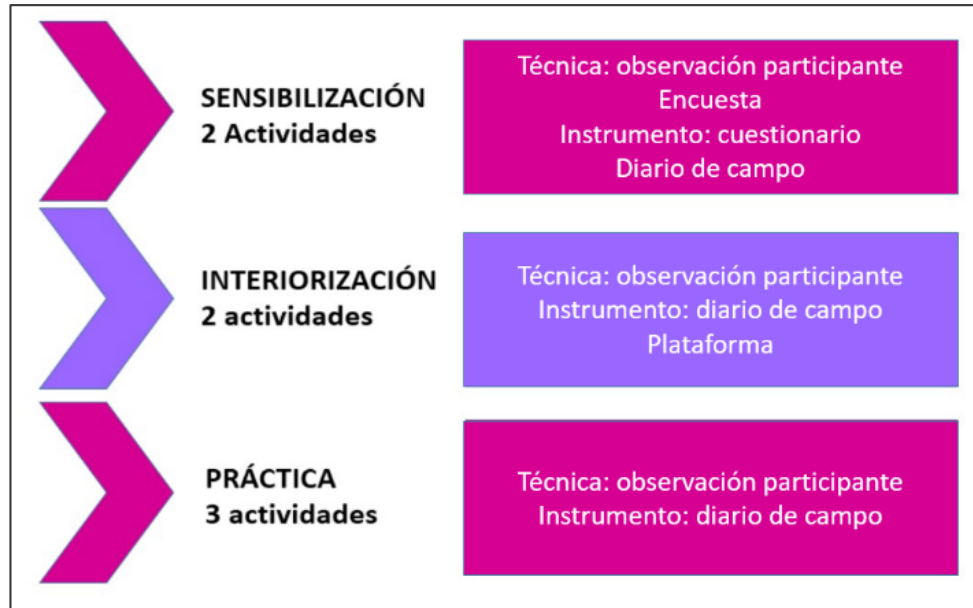 SENSIBILIZACIÓN
2 Actividades
Técnica: observación participante
Encuesta
Instrumento: cuestionario
Diario de campo
INTERIORIZACIÓN
2 actividades
Técnica: observación participante
Instrumento: diario de campo
Plataforma
PRÁCTICA
3 actividades
Técnica: observación participante
Instrumento: diario de campo